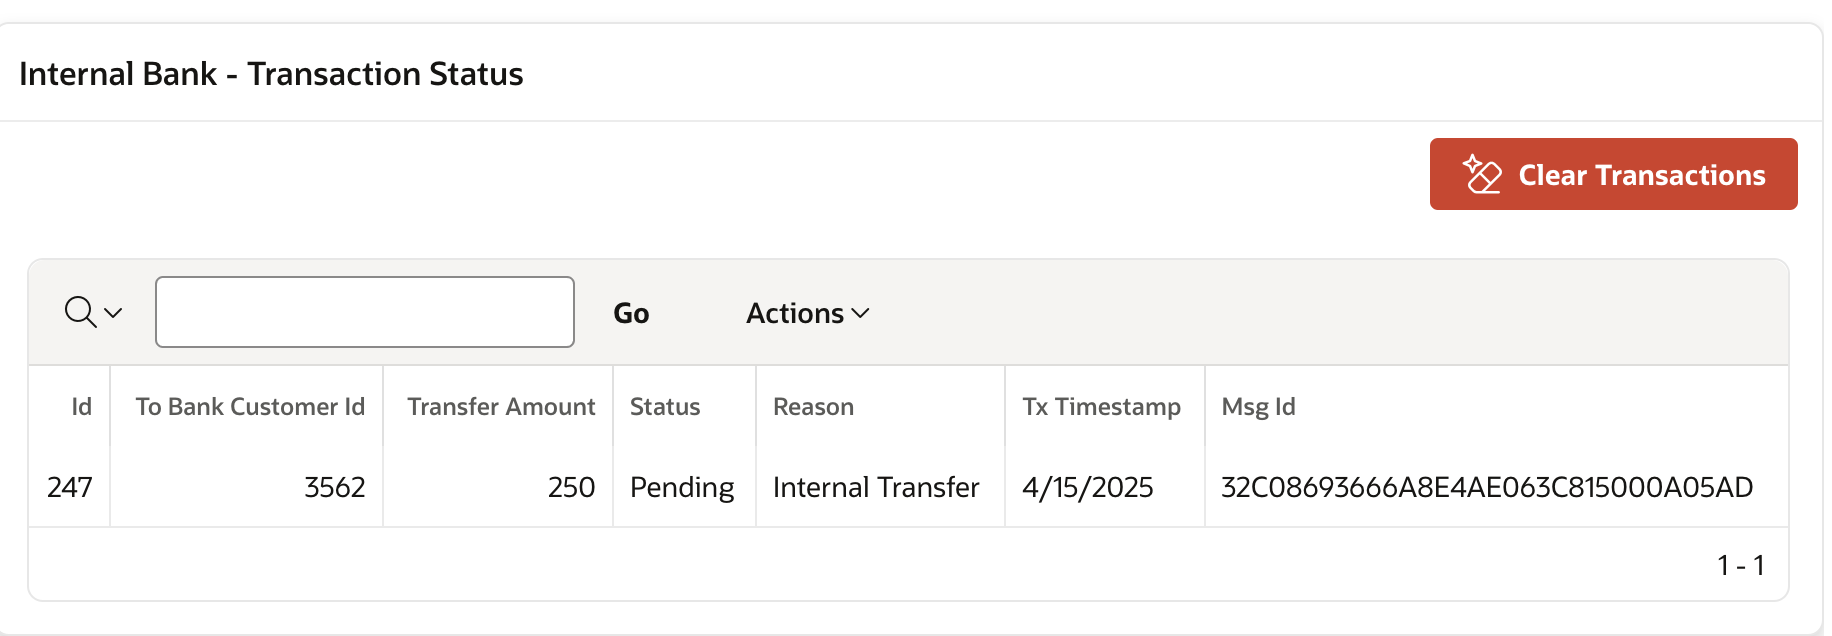 Internal Bank - Transaction Status
Clear Transactions
Go Actions
Id To Bank Customer Id Transfer Amount Status Reason Tx Timestamp Msg Id
247 3562 250 Pending Internal Transfer 4/15/2025 32C08693666A8E4AE063C815000A05AD
1 - 1